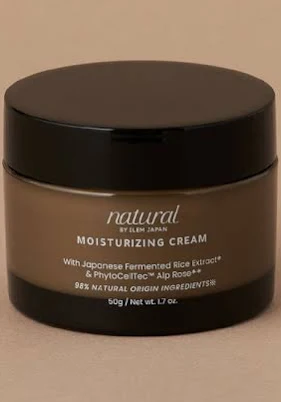 natural
BY ELEM JAPAN
MOISTURIZING CREAM
With Japanese Fermented Rice Extract*
& PhytoCellTec™ Alp Rose**
98% NATURAL ORIGIN INGREDIENTS※
50g / Net wt. 1.7 oz.